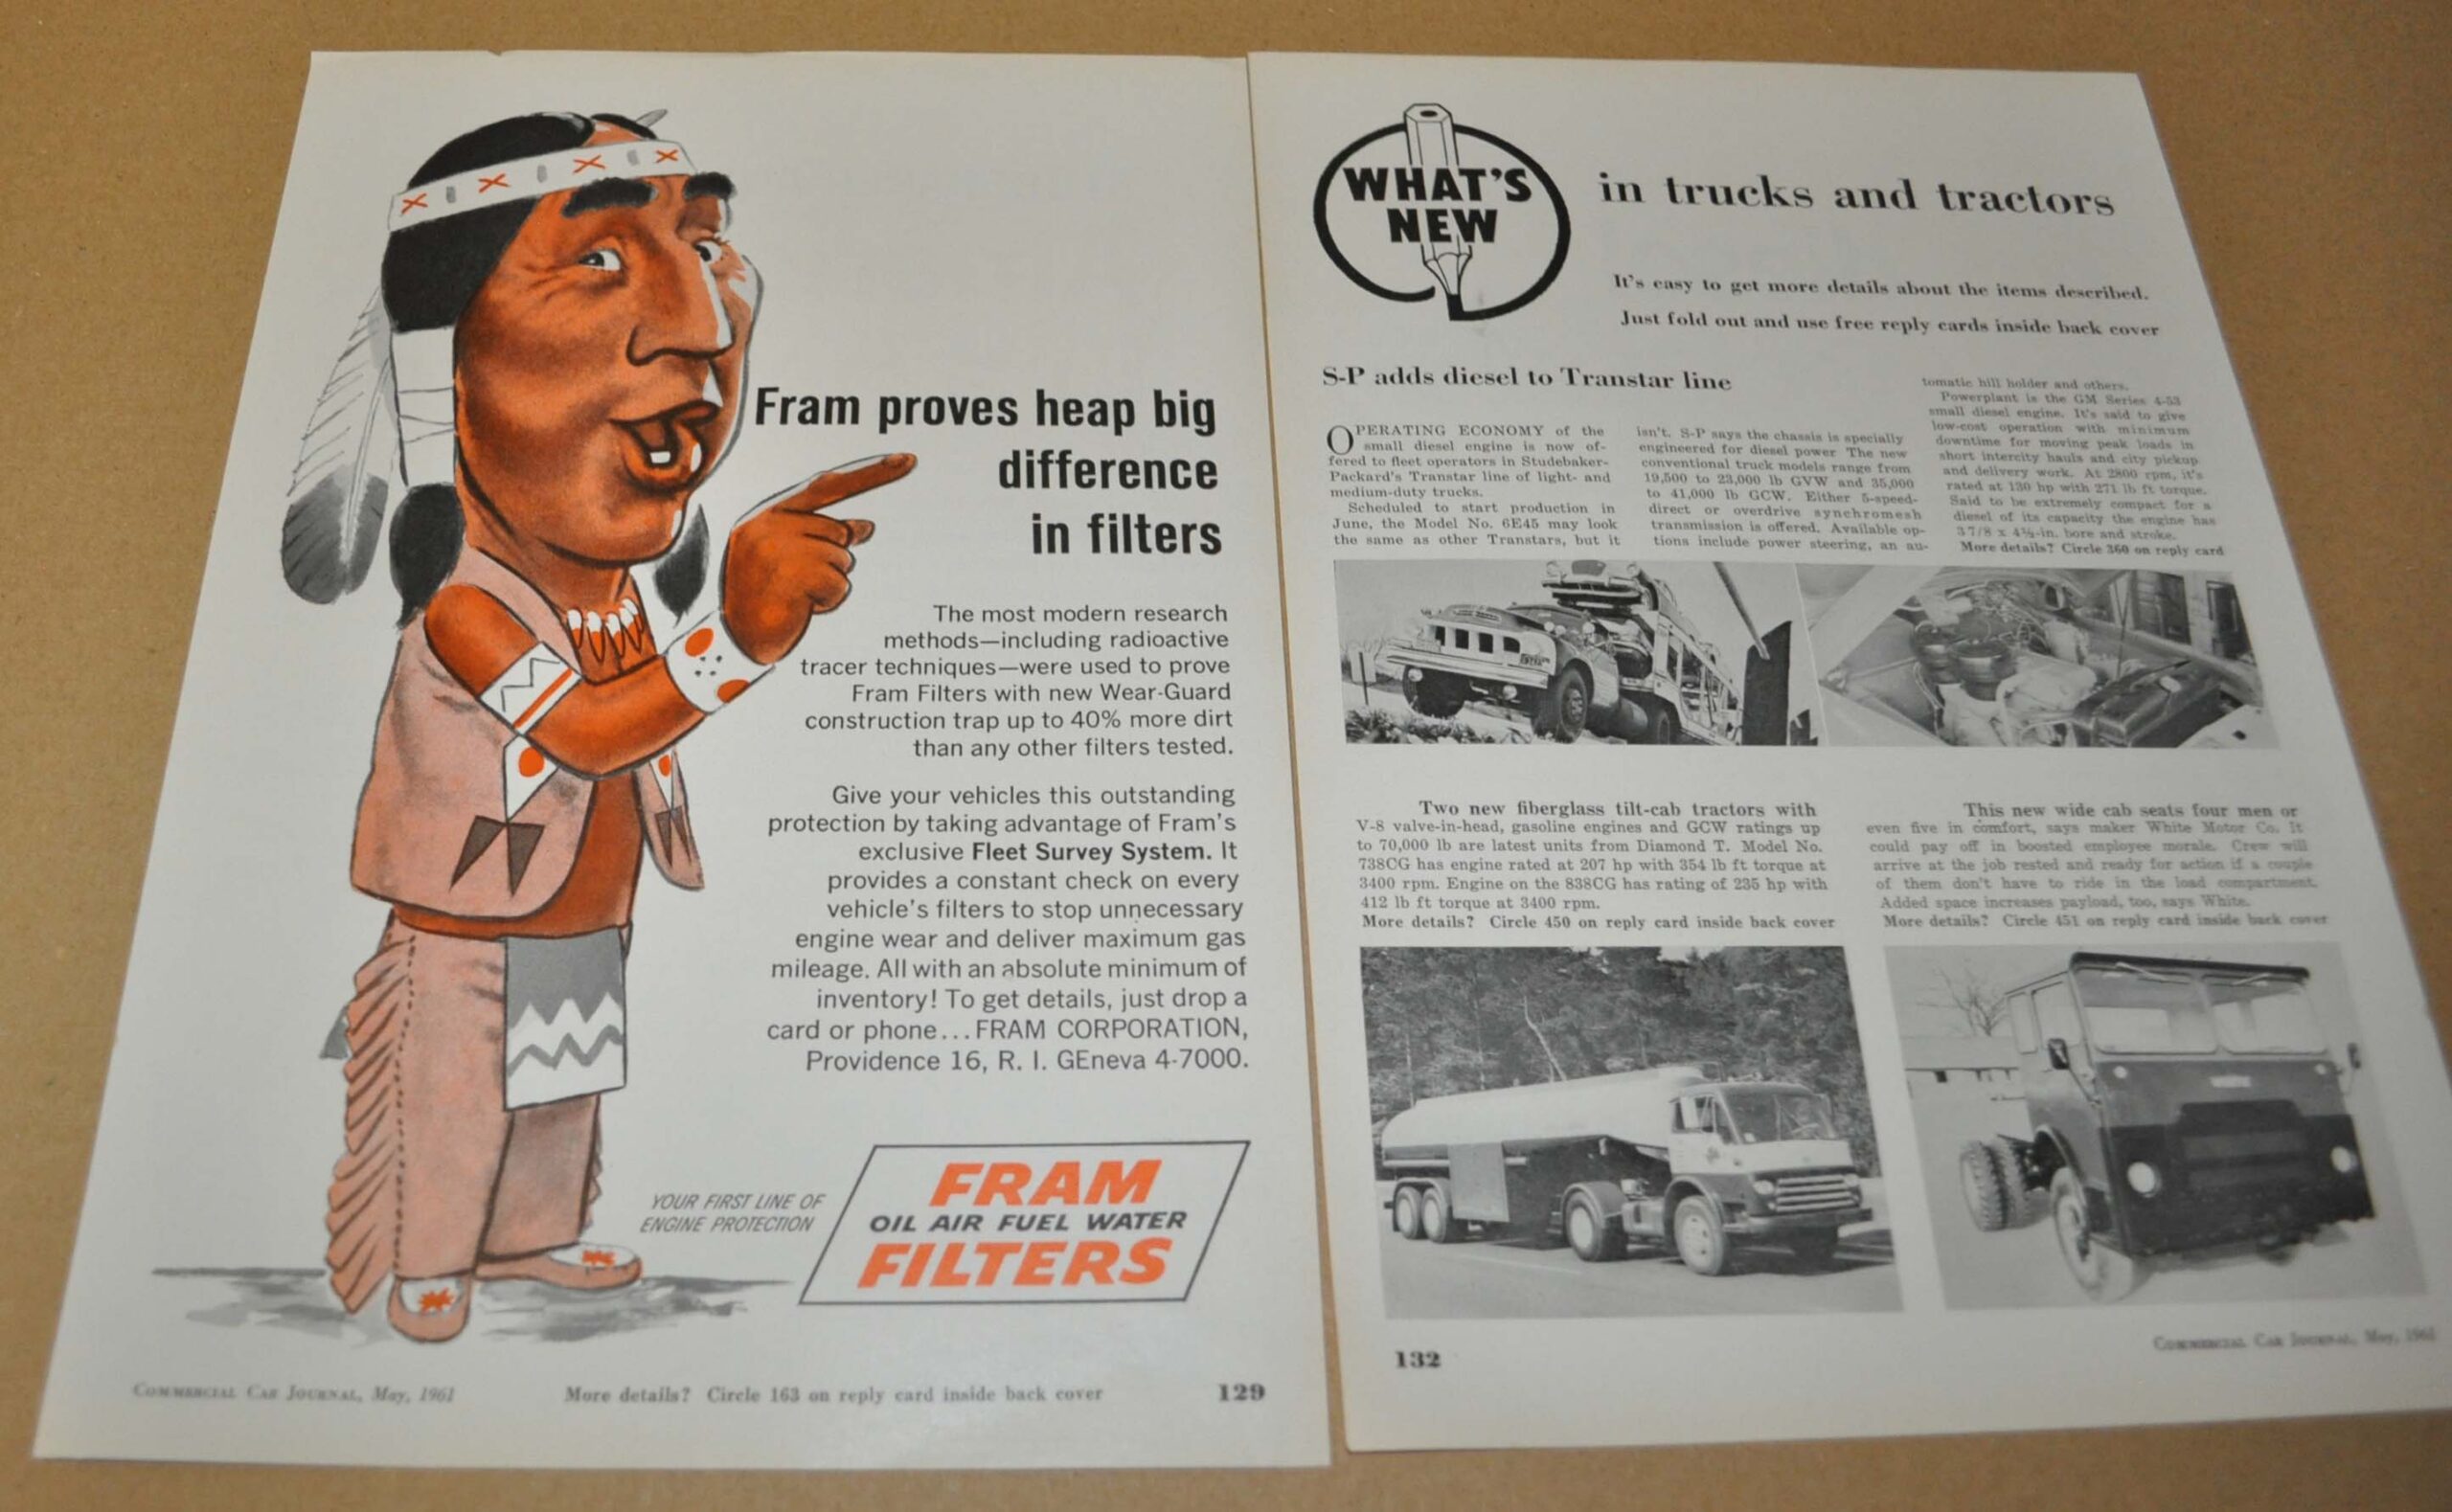 Fram proves heap big
difference
in filters
The most modern research
methods—including radioactive
tracer techniques—were used to prove
Fram Filters with new Wear-Guard
construction trap up to 40% more dirt
than any other filters tested.
Give your vehicles this outstanding
protection by taking advantage of Fram's
exclusive Fleet Survey System. It
provides a constant check on every
vehicle's filters to stop unnecessary
engine wear and deliver maximum gas
mileage. All with an absolute minimum of
inventory! To get details, just drop a
card or phone...FRAM CORPORATION,
Providence 16, R. I. GEneva 4-7000.
YOUR FIRST LINE OF
ENGINE PROTECTION
FRAM
OIL AIR FUEL WATER
FILTERS
COMMERCIAL CAR JOURNAL, May, 1961
More details? Circle 163 on reply card inside back cover
129
WHAT'S
NEW
in trucks and tractors
It's easy to get more details about the items described.
Just fold out and use free reply cards inside back cover
S-P adds diesel to Transtar line
OPERATING ECONOMY of the
small diesel engine is now of-
fered to fleet operators in Studebaker-
Packard's Transtar line of light- and
medium-duty trucks.
Scheduled to start production in
June, the Model No. 6E45 may look
the same as other Transtars, but it
isn't. S-P says the chassis is specially
engineered for diesel power The new
conventional truck models range from
19,500 to 23,000 lb GVW and 35,000
to 41,000 lb GCW. Either 5-speed-
direct or overdrive synchromesh
transmission is offered. Available op-
tions include power steering, an au-
tomatic hill holder and others.
Powerplant is the GM Series 4-53
small diesel engine. It's said to give
low-cost operation with minimum
downtime for moving peak loads in
short intercity hauls and city pickup
and delivery work. At 2800 rpm, it's
rated at 130 hp with 271 lb ft torque.
Said to be extremely compact for a
diesel of its capacity the engine has
3 7/8 x 4½-in. bore and stroke.
More details? Circle 360 on reply card
Two new fiberglass tilt-cab tractors with
V-8 valve-in-head, gasoline engines and GCW ratings up
to 70,000 lb are latest units from Diamond T. Model No.
738CG has engine rated at 207 hp with 354 lb ft torque at
3400 rpm. Engine on the 838CG has rating of 235 hp with
412 lb ft torque at 3400 rpm.
More details? Circle 450 on reply card inside back cover
This new wide cab seats four men or
even five in comfort, says maker White Motor Co. It
could pay off in boosted employee morale. Crew will
arrive at the job rested and ready for action if a couple
of them don't have to ride in the load compartment.
Added space increases payload, too, says White.
More details? Circle 451 on reply card inside back cover
132
COMMERCIAL CAR JOURNAL, May, 1961